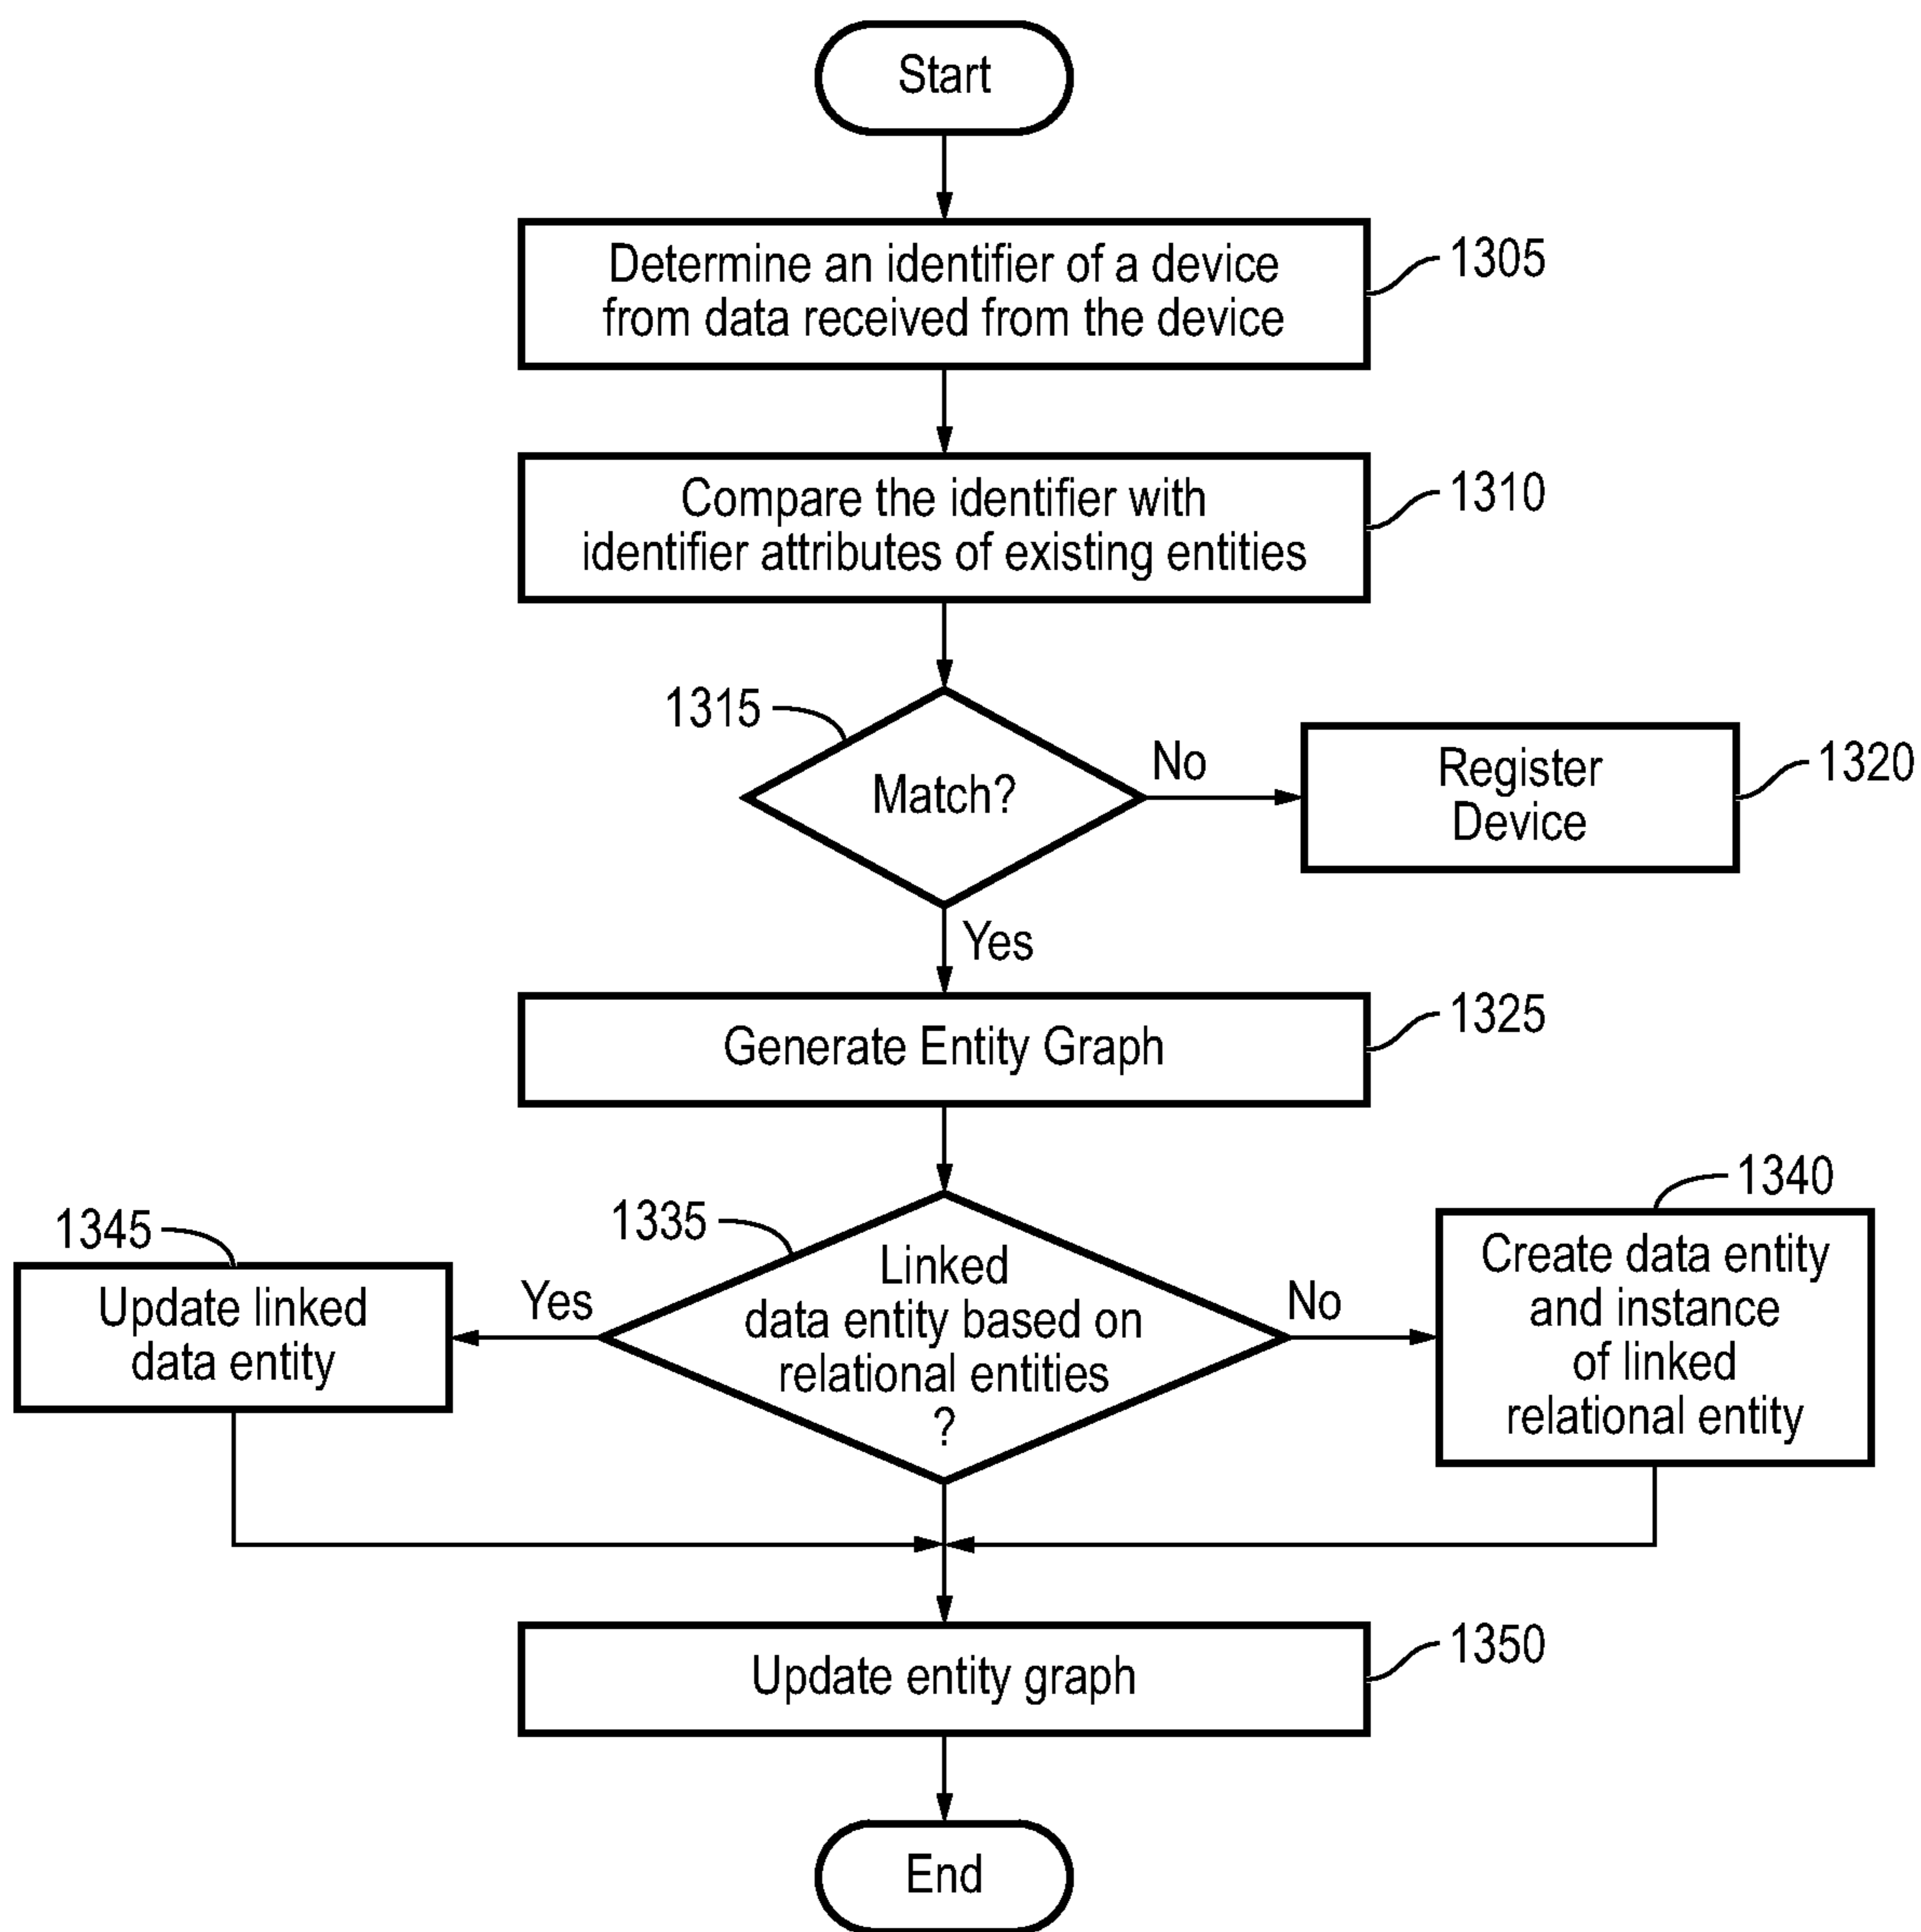 Start
Determine an identifier of a device
from data received from the device
1305
Compare the identifier with
identifier attributes of existing entities
1310
1315
Match?
No
Register
Device
1320
Yes
Generate Entity Graph
1325
1345
Update linked
data entity
Yes
1335
Linked
data entity based on
relational entities
?
No
1340
Create data entity
and instance
of linked
relational entity
Update entity graph
1350
End